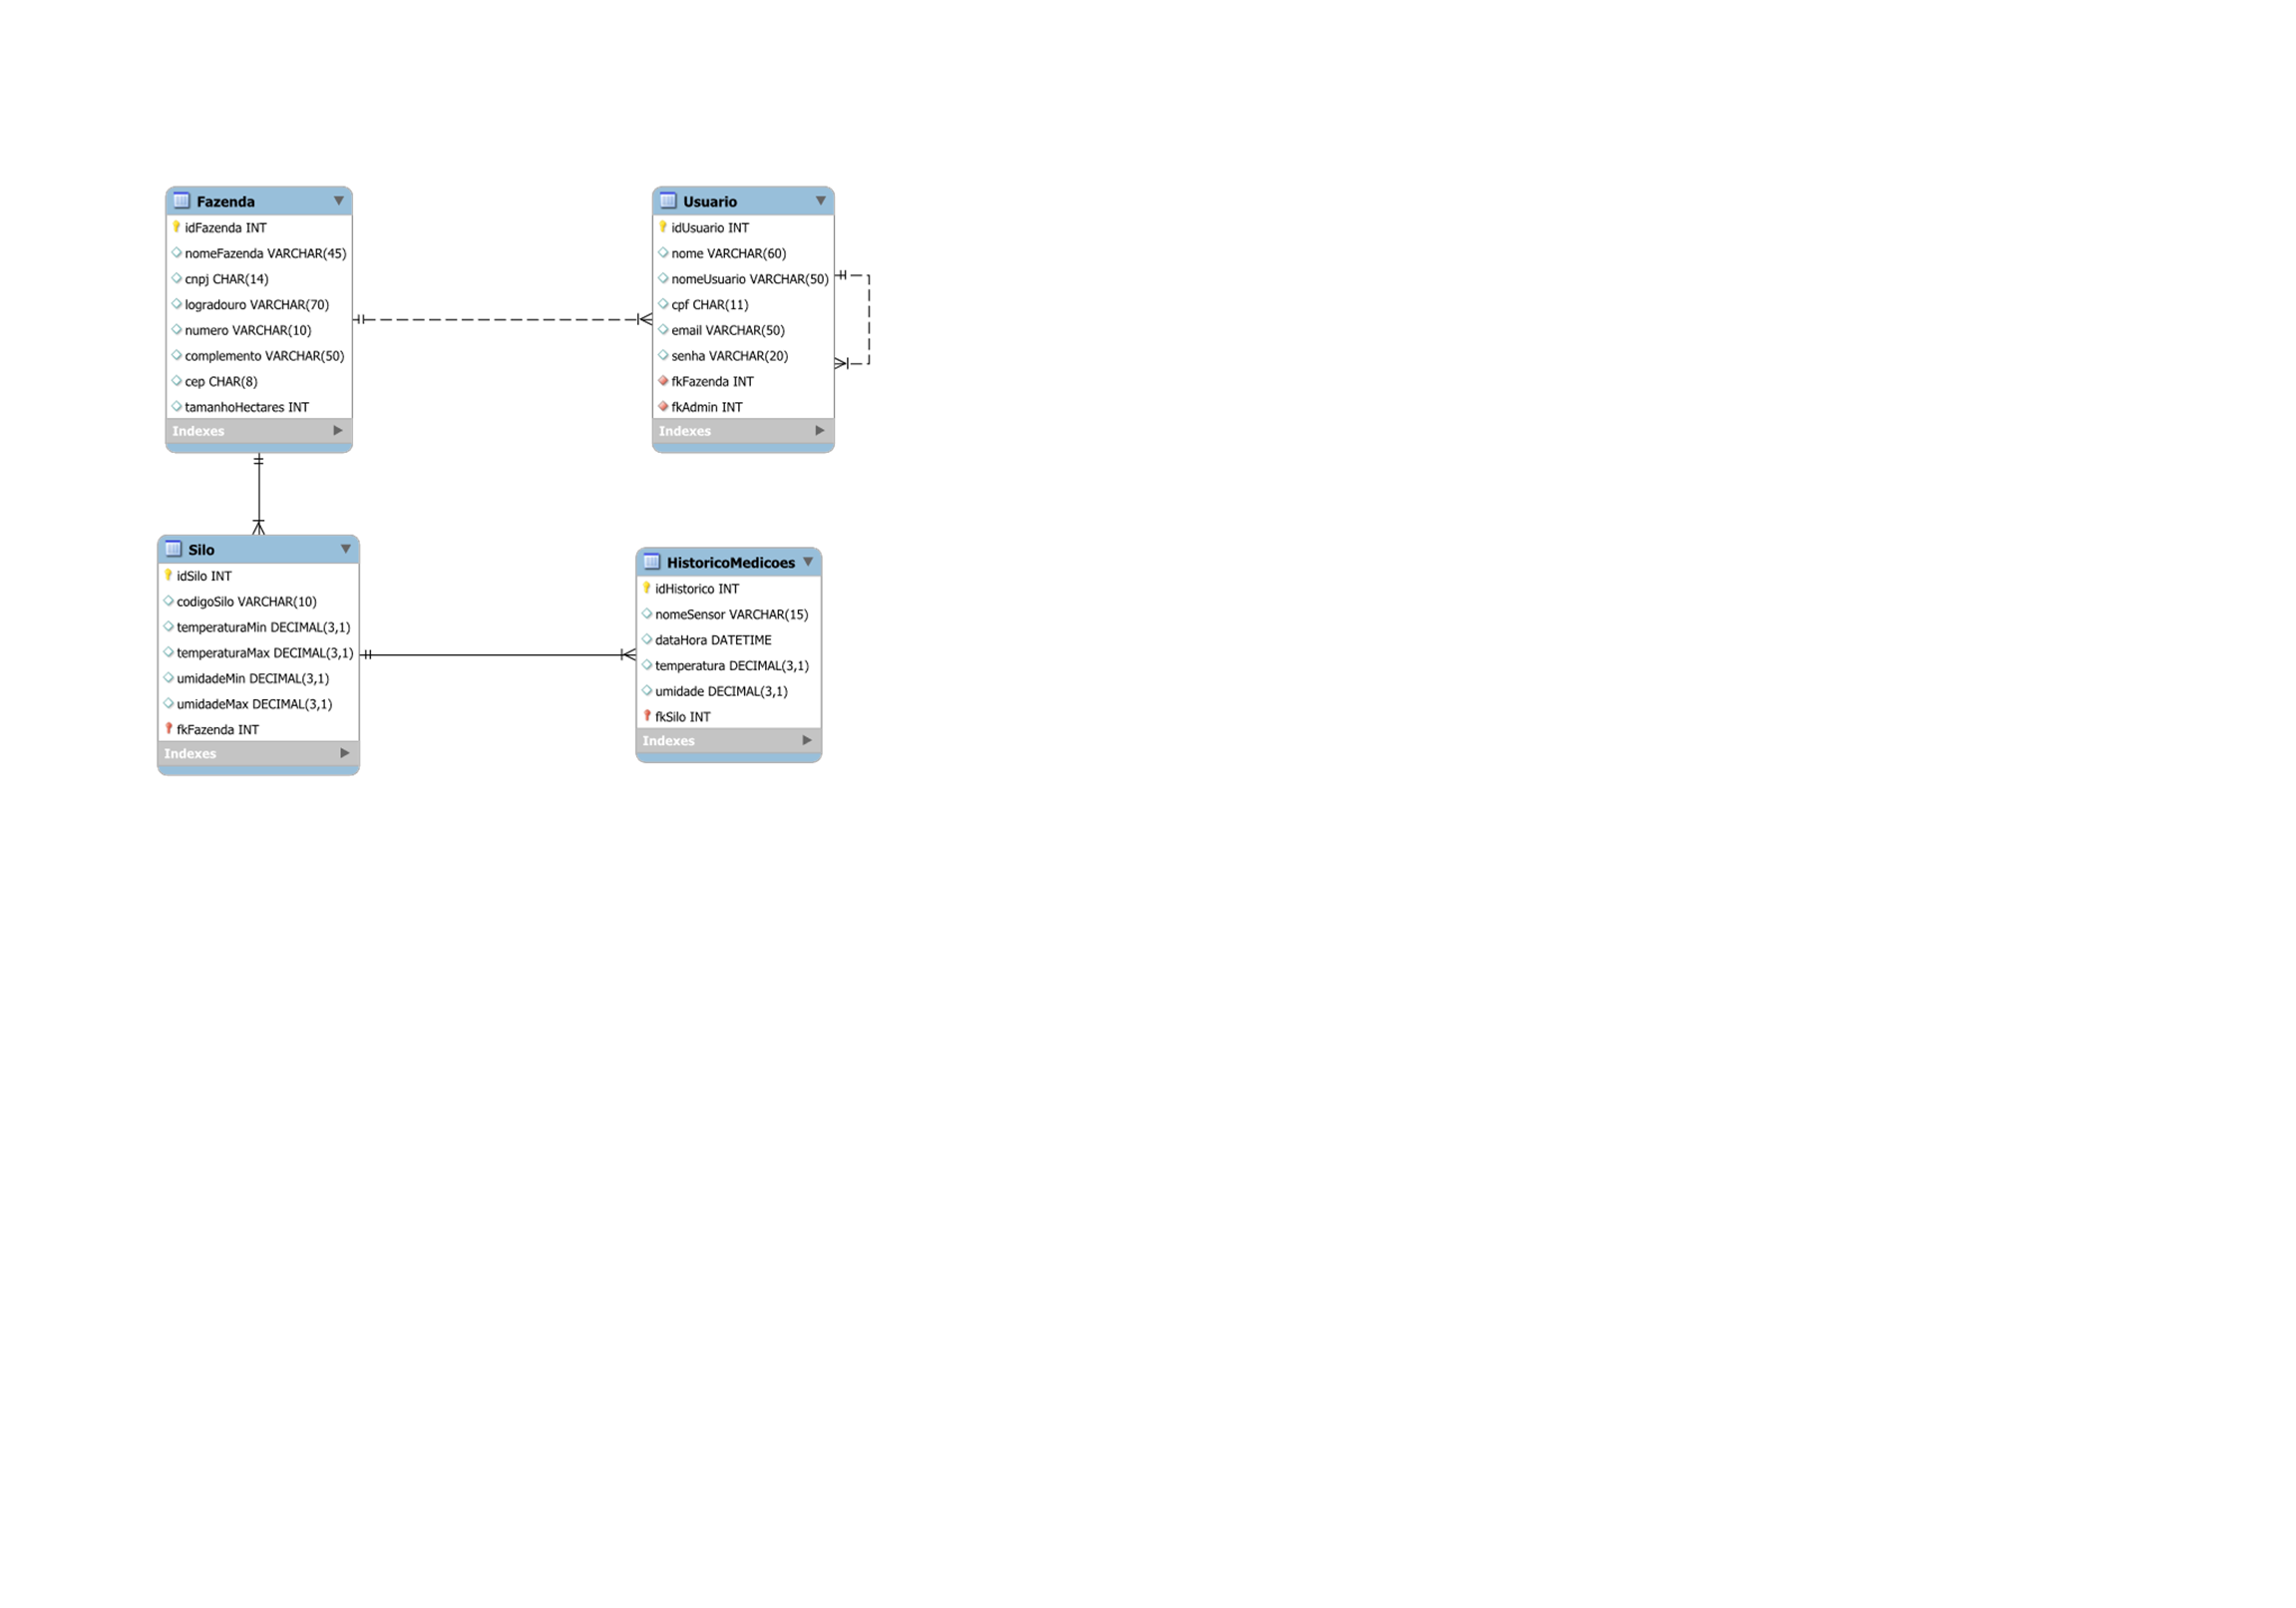 Fazenda
idFazenda INT
nomeFazenda VARCHAR(45)
cnpj CHAR(14)
logradouro VARCHAR(70)
numero VARCHAR(10)
complemento VARCHAR(50)
cep CHAR(8)
tamanhoHectares INT
Indexes
Usuario
idUsuario INT
nome VARCHAR(60)
nomeUsuario VARCHAR(50)
cpf CHAR(11)
email VARCHAR(50)
senha VARCHAR(20)
fkFazenda INT
fkAdmin INT
Indexes
Silo
idSilo INT
codigoSilo VARCHAR(10)
temperaturaMin DECIMAL(3,1)
temperaturaMax DECIMAL(3,1)
umidadeMin DECIMAL(3,1)
umidadeMax DECIMAL(3,1)
fkFazenda INT
Indexes
HistoricoMedicoes
idHistorico INT
nomeSensor VARCHAR(15)
dataHora DATETIME
temperatura DECIMAL(3,1)
umidade DECIMAL(3,1)
fkSilo INT
Indexes